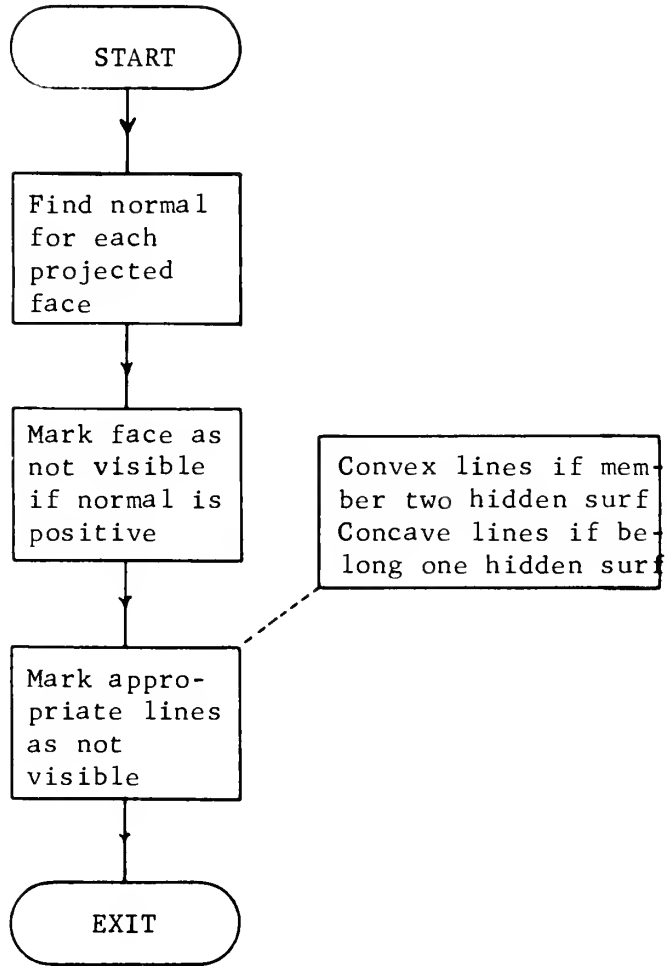 START
Find normal
for each
projected
face
Mark face as
not visible
if normal is
positive
Convex lines if mem-
ber two hidden surf
Concave lines if be-
long one hidden surf
Mark appro-
priate lines
as not
visible
EXIT